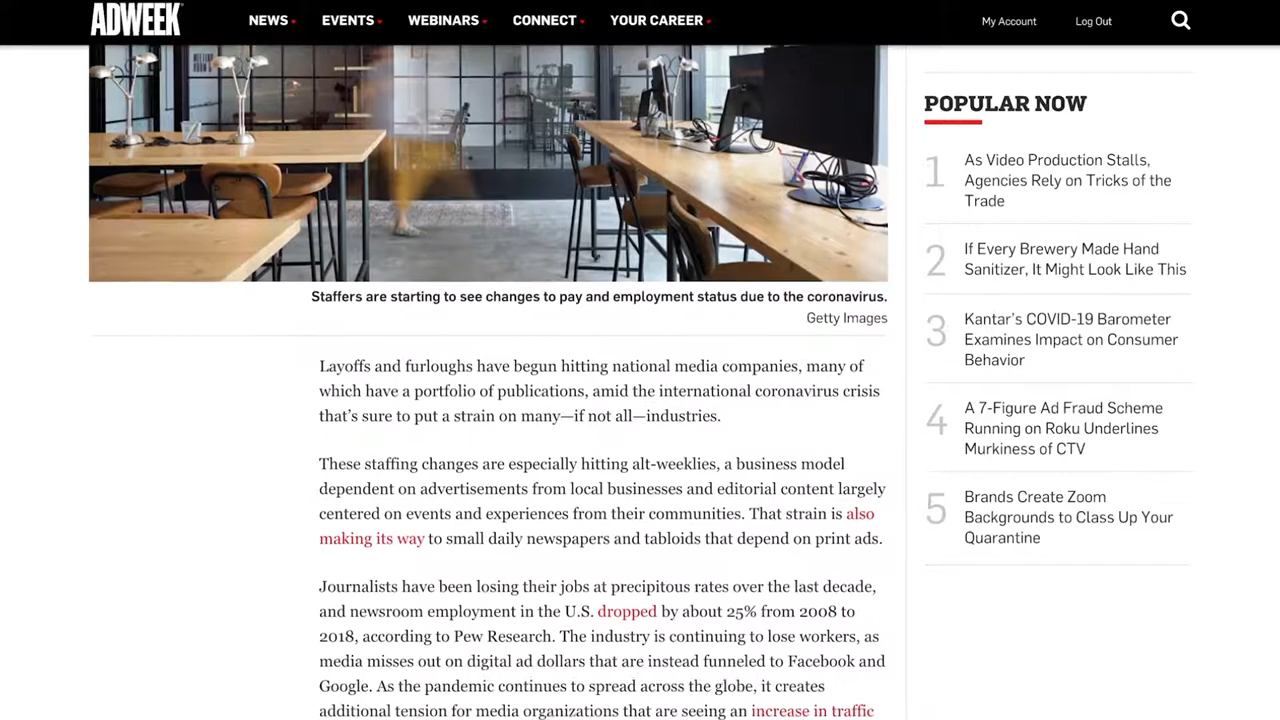 ADWEEK
NEWS EVENTS WEBINARS CONNECT YOUR CAREER My Account Log Out
Staffers are starting to see changes to pay and employment status due to the coronavirus.
Getty Images
Layoffs and furloughs have begun hitting national media companies, many of
which have a portfolio of publications, amid the international coronavirus crisis
that’s sure to put a strain on many—if not all—industries.
These staffing changes are especially hitting alt-weeklies, a business model
dependent on advertisements from local businesses and editorial content largely
centered on events and experiences from their communities. That strain is also
making its way to small daily newspapers and tabloids that depend on print ads.
Journalists have been losing their jobs at precipitous rates over the last decade,
and newsroom employment in the U.S. dropped by about 25% from 2008 to
2018, according to Pew Research. The industry is continuing to lose workers, as
media misses out on digital ad dollars that are instead funneled to Facebook and
Google. As the pandemic continues to spread across the globe, it creates
additional tension for media organizations that are seeing an increase in traffic
POPULAR NOW
1 As Video Production Stalls,
Agencies Rely on Tricks of the
Trade
2 If Every Brewery Made Hand
Sanitizer, It Might Look Like This
3 Kantar’s COVID-19 Barometer
Examines Impact on Consumer
Behavior
4 A 7-Figure Ad Fraud Scheme
Running on Roku Underlines
Murkiness of CTV
5 Brands Create Zoom
Backgrounds to Class Up Your
Quarantine